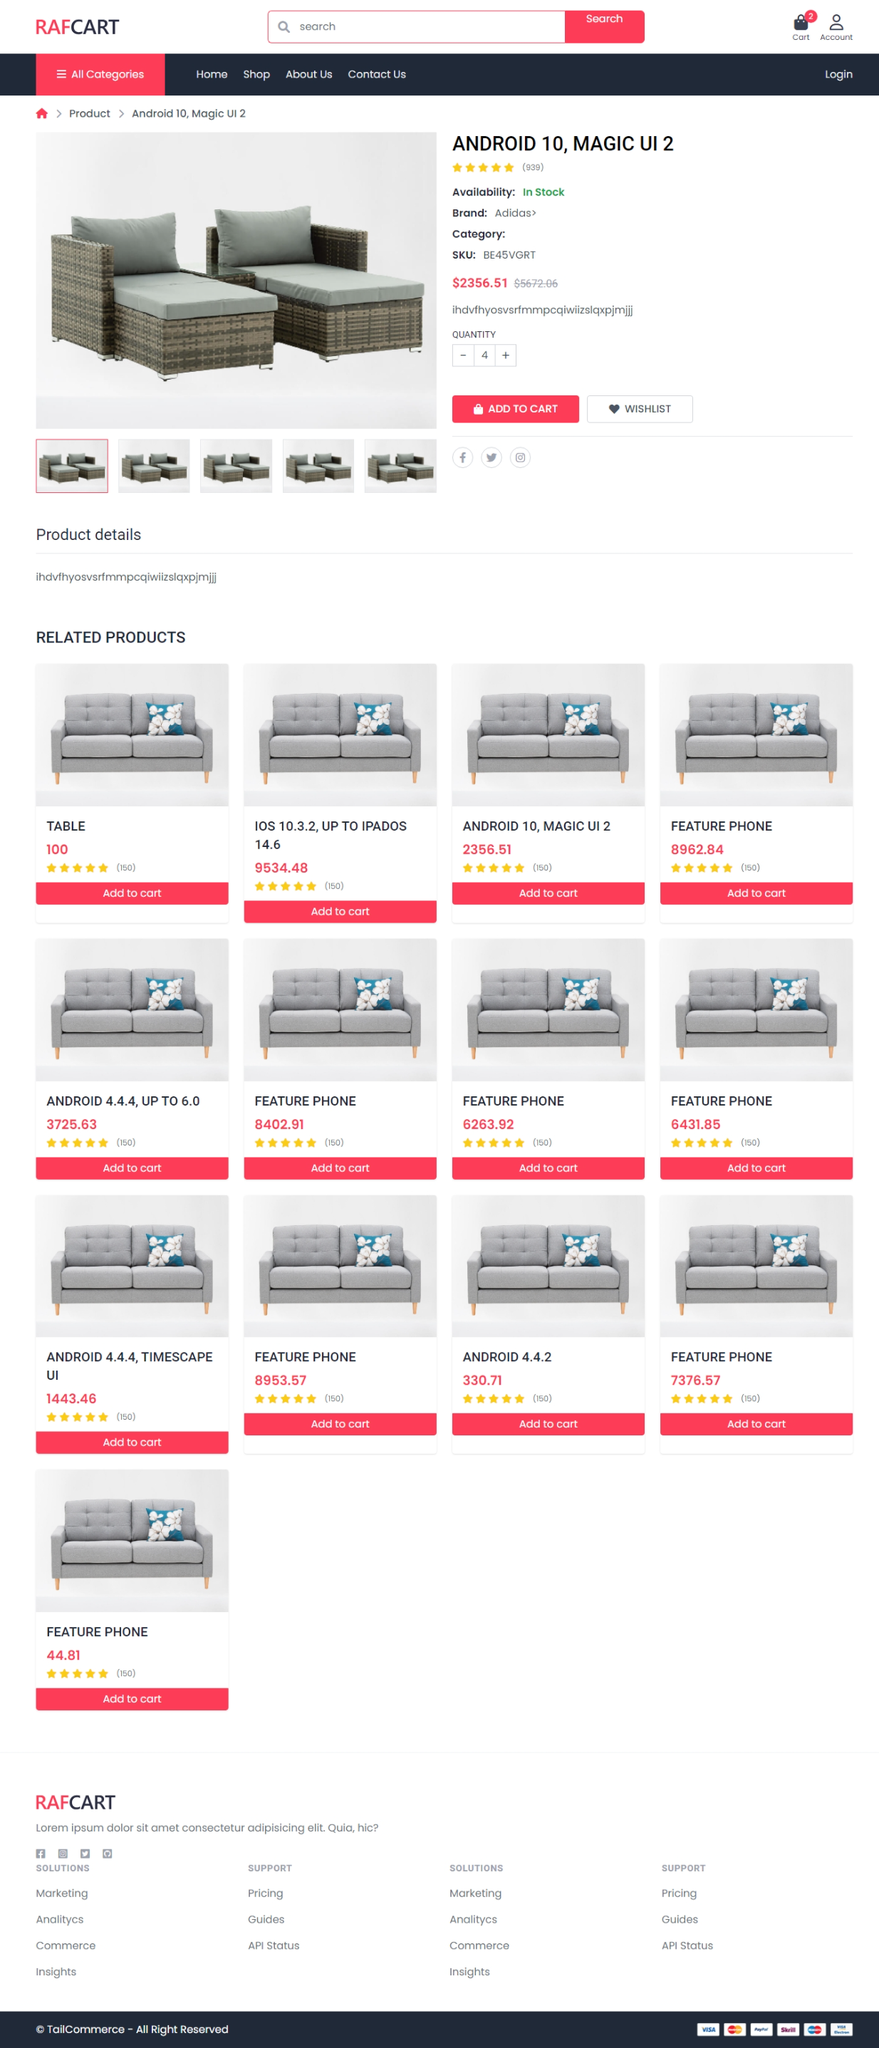 RAFCART
search
Search
2
Cart
Account
All Categories
Home
Shop
About Us
Contact Us
Login
Product
Android 10, Magic UI 2
ANDROID 10, MAGIC UI 2
(939)
Availability: In Stock
Brand: Adidas>
Category:
SKU: BE45VGRT
$2356.51 $5672.06
ihdvfhyosvsrfmmpcqiwiizslqxpjmjjj
QUANTITY
- 4 +
ADD TO CART
WISHLIST
Product details
ihdvfhyosvsrfmmpcqiwiizslqxpjmjjj
RELATED PRODUCTS
TABLE
100
(150)
Add to cart
IOS 10.3.2, UP TO IPADOS
14.6
9534.48
(150)
Add to cart
ANDROID 10, MAGIC UI 2
2356.51
(150)
Add to cart
FEATURE PHONE
8962.84
(150)
Add to cart
ANDROID 4.4.4, UP TO 6.0
3725.63
(150)
Add to cart
FEATURE PHONE
8402.91
(150)
Add to cart
FEATURE PHONE
6263.92
(150)
Add to cart
FEATURE PHONE
6431.85
(150)
Add to cart
ANDROID 4.4.4, TIMESCAPE
UI
1443.46
(150)
Add to cart
FEATURE PHONE
8953.57
(150)
Add to cart
ANDROID 4.4.2
330.71
(150)
Add to cart
FEATURE PHONE
7376.57
(150)
Add to cart
FEATURE PHONE
44.81
(150)
Add to cart
RAFCART
Lorem ipsum dolor sit amet consectetur adipisicing elit. Quia, hic?
SOLUTIONS
Marketing
Analitycs
Commerce
Insights
SUPPORT
Pricing
Guides
API Status
SOLUTIONS
Marketing
Analitycs
Commerce
Insights
SUPPORT
Pricing
Guides
API Status
© TailCommerce - All Right Reserved
VISA
PayPal
Skrill
VISA
Electron